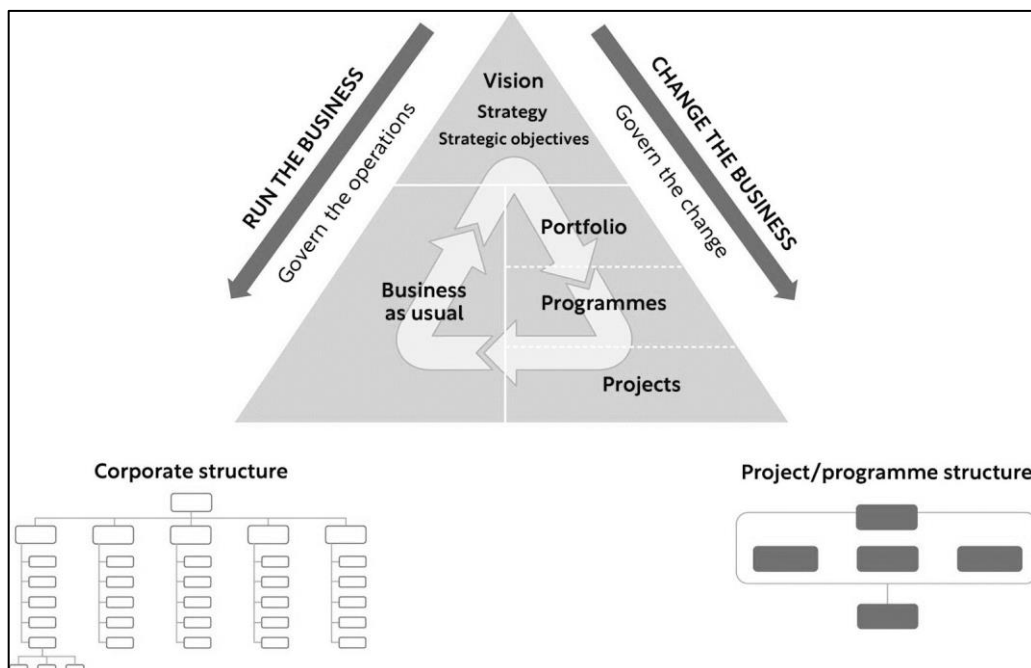 RUN THE BUSINESS
Govern the operations
Vision
Strategy
Strategic objectives
CHANGE THE BUSINESS
Govern the change
Portfolio
Business
as usual
Programmes
Projects
Corporate structure
Project/programme structure